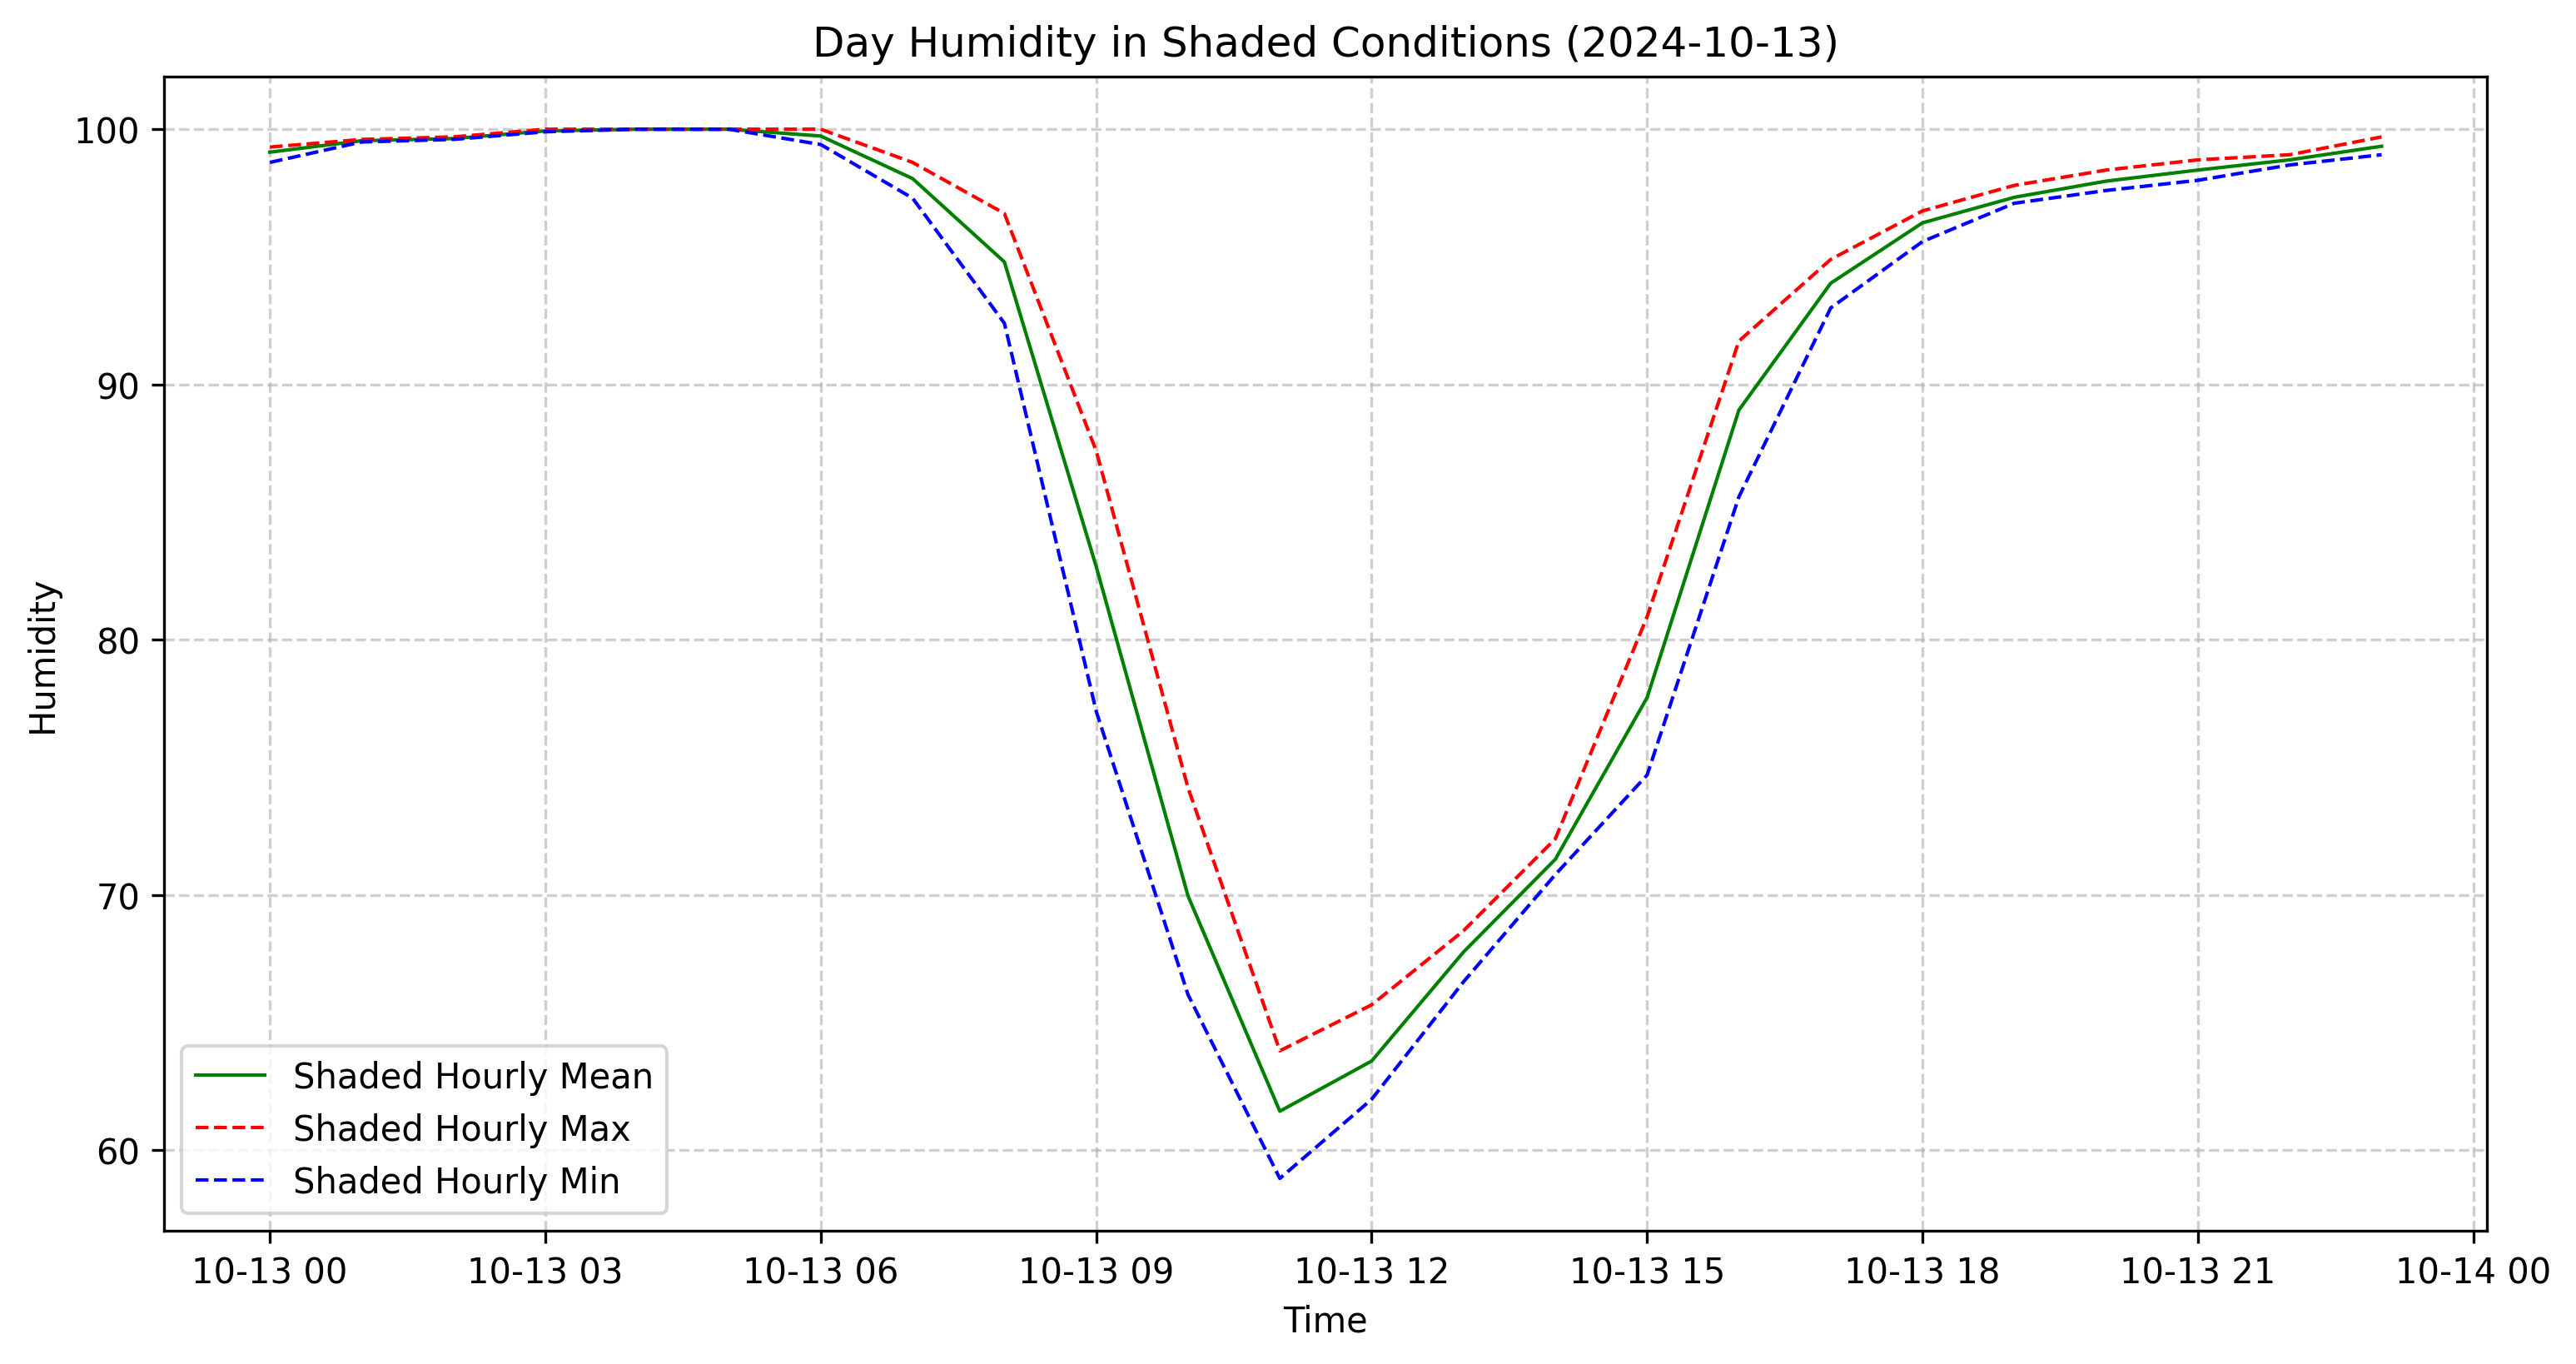 Day Humidity in Shaded Conditions (2024-10-13)
100
90
80
70
60
Humidity
Shaded Hourly Mean
Shaded Hourly Max
Shaded Hourly Min
10-13 00 10-13 03 10-13 06 10-13 09 10-13 12 10-13 15 10-13 18 10-13 21 10-14 00
Time